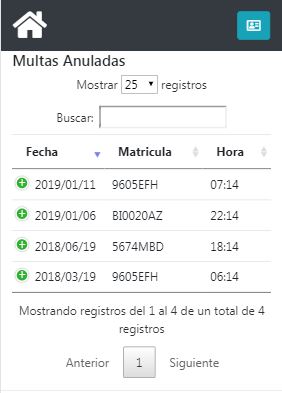 Multas Anuladas
Mostrar 25 registros
Buscar:
Fecha Matricula Hora
2019/01/11 9605EFH 07:14
2019/01/06 BI0020AZ 22:14
2018/06/19 5674MBD 18:14
2018/03/19 9605EFH 06:14
Mostrando registros del 1 al 4 de un total de 4
registros
Anterior 1 Siguiente